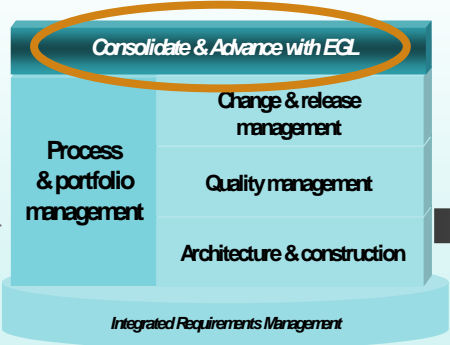 Consolidate & Advance with EGL
Process
& portfolio
management
Change & release
management
Quality management
Architecture & construction
Integrated Requirements Management